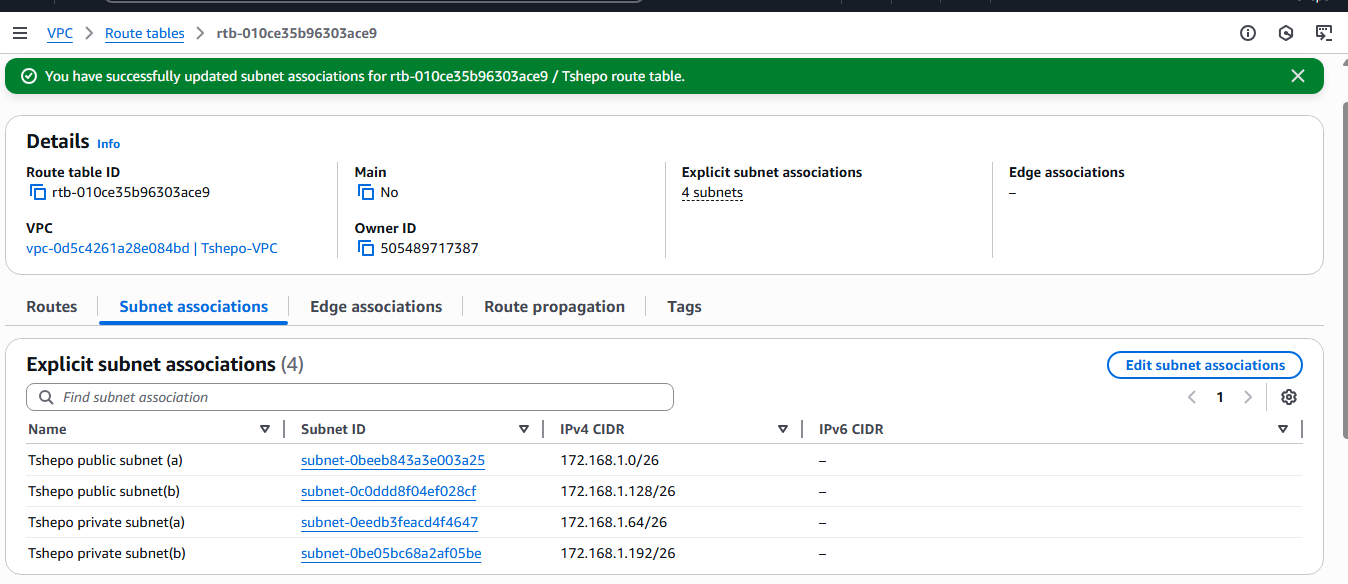 VPC > Route tables > rtb-010ce35b96303ace9
You have successfully updated subnet associations for rtb-010ce35b96303ace9 / Tshepo route table.
Details Info
Route table ID
rtb-010ce35b96303ace9
Main
No
Explicit subnet associations
4 subnets
Edge associations
–
VPC
vpc-0d5c4261a28e084bd | Tshepo-VPC
Owner ID
505489717387
Routes Subnet associations Edge associations Route propagation Tags
Explicit subnet associations (4)
Edit subnet associations
Find subnet association
1
Name Subnet ID IPv4 CIDR IPv6 CIDR
Tshepo public subnet (a) subnet-0beeb843a3e003a25 172.168.1.0/26 –
Tshepo public subnet(b) subnet-0c0ddd8f04ef028cf 172.168.1.128/26 –
Tshepo private subnet(a) subnet-0eedb3feacd4f4647 172.168.1.64/26 –
Tshepo private subnet(b) subnet-0be05bc68a2af05be 172.168.1.192/26 –